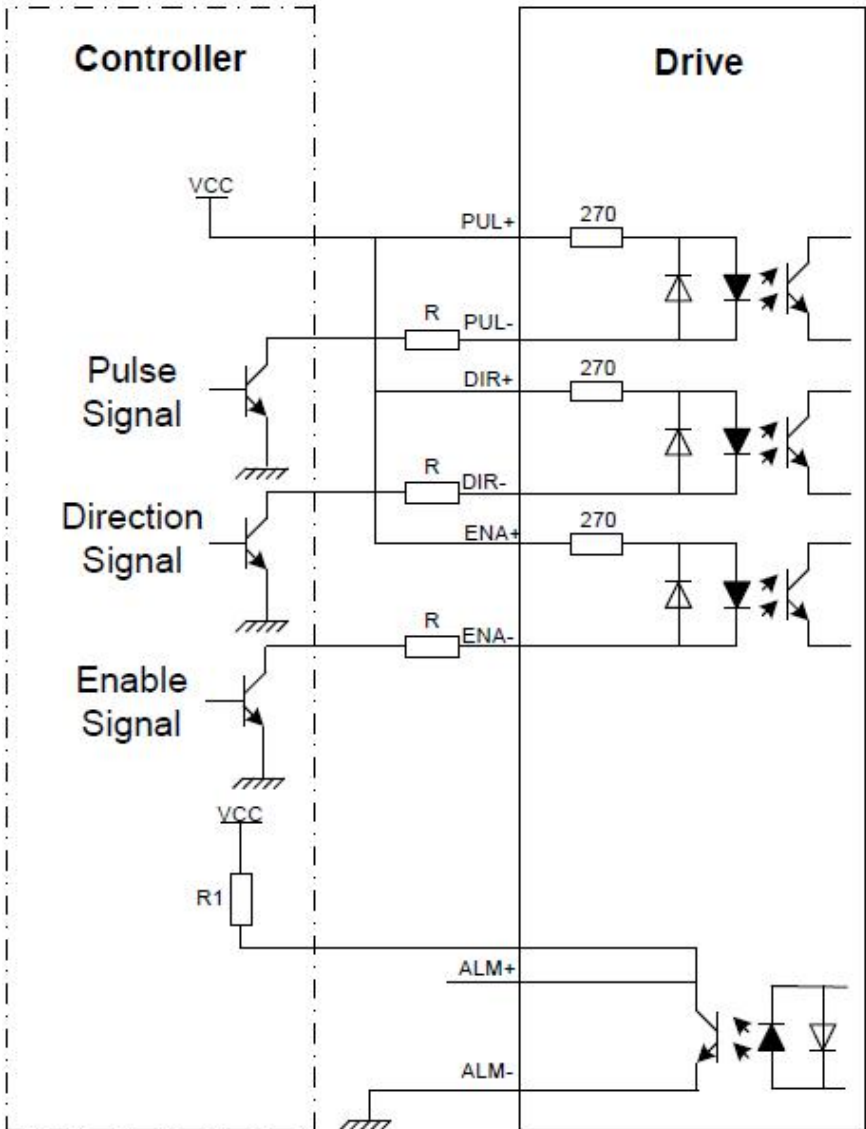 Controller
Drive
VCC
PUL+
270
R
PUL-
Pulse
Signal
DIR+
270
R
DIR-
Direction
Signal
ENA+
270
R
ENA-
Enable
Signal
VCC
R1
ALM+
ALM-